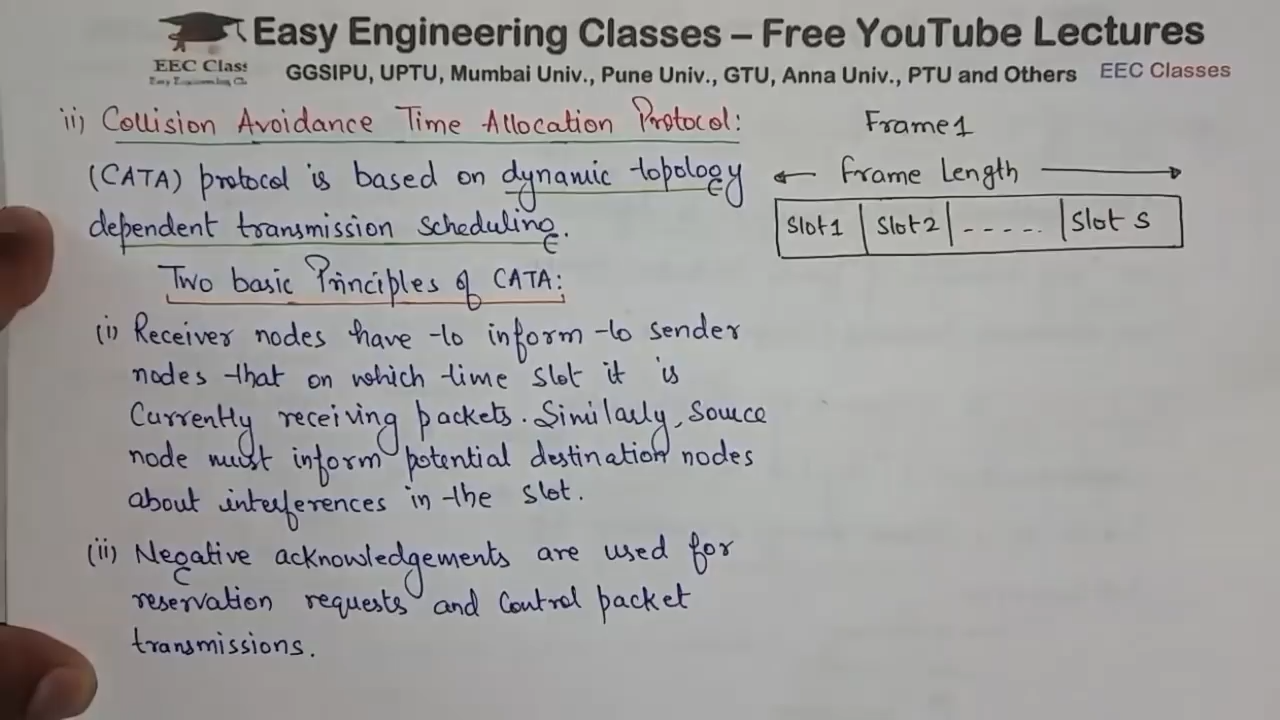 Easy Engineering Classes – Free YouTube Lectures
EEC Classes
GGSIPU, UPTU, Mumbai Univ., Pune Univ., GTU, Anna Univ., PTU and Others
EEC Clas
ii) Collision Avoidance Time Allocation Protocol:
(CATA) protocol is based on dynamic topology
dependent transmission scheduling.
Two basic Principles of CATA:
(i) Receiver nodes have to inform to sender
nodes that on which time slot it is
Currently receiving packets. Similarly, source
node must inform potential destination nodes
about interferences in the slot.
(ii) Negative acknowledgements are used for
reservation requests and control packet
transmissions.
Frame 1
Frame Length
Slot 1 Slot 2 ----- Slot S